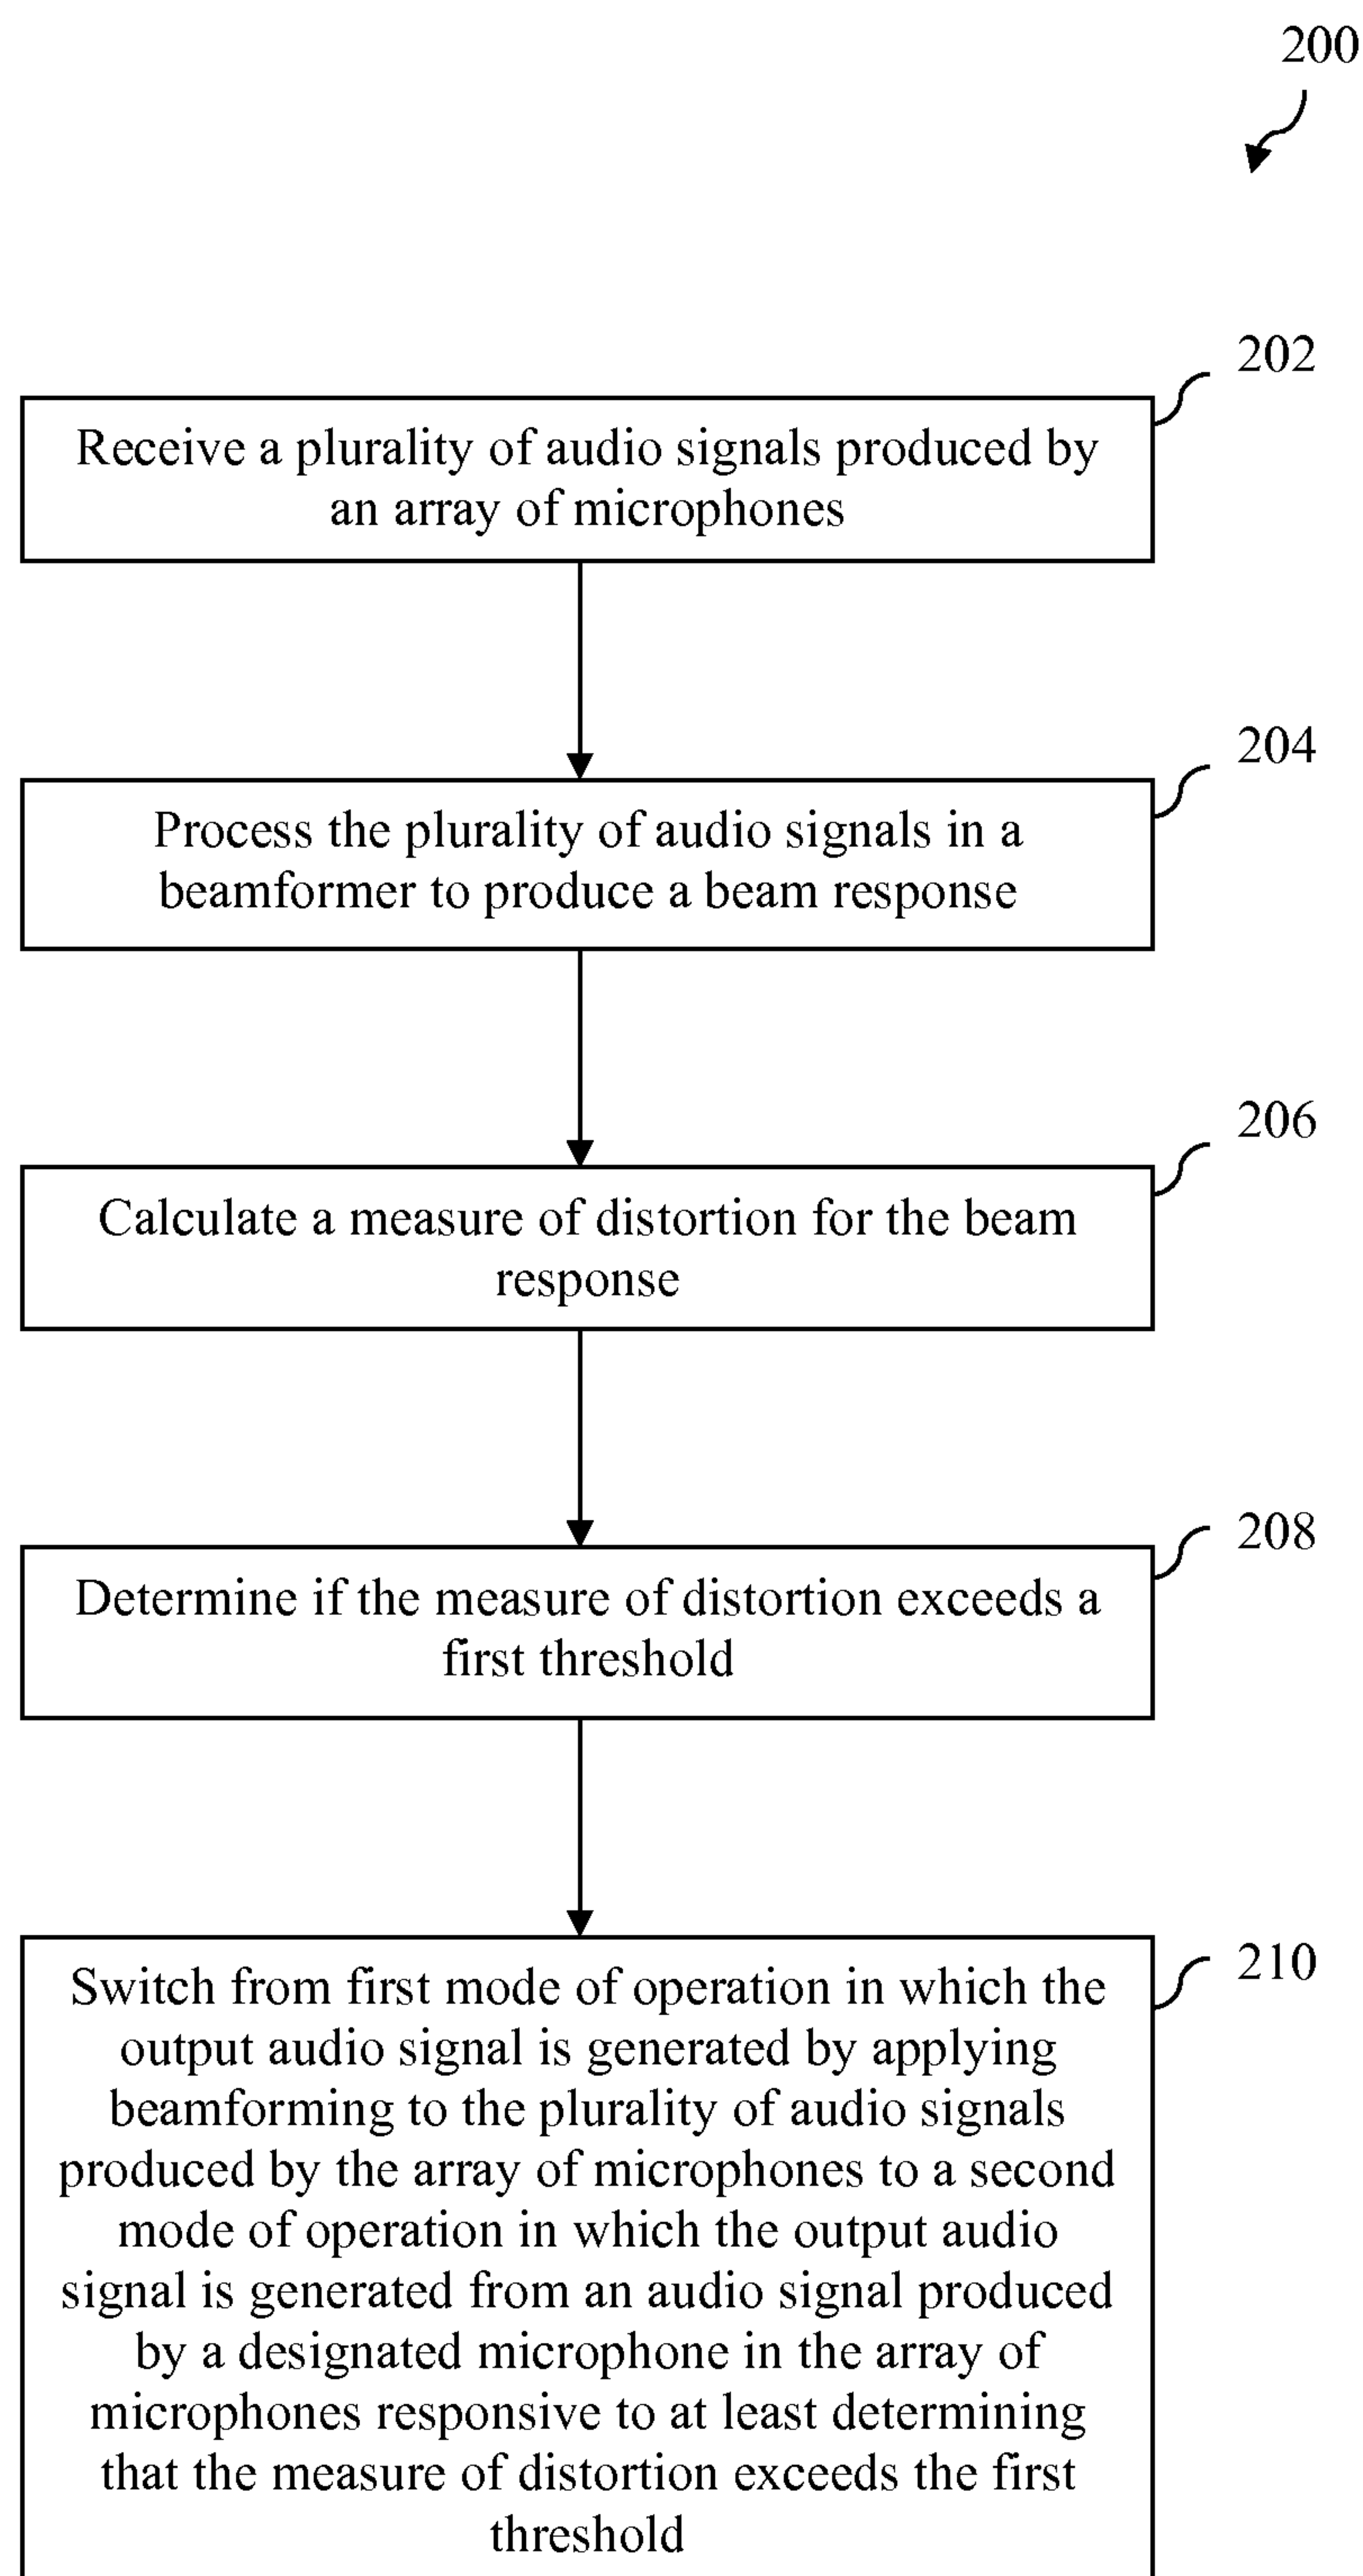 200
202
Receive a plurality of audio signals produced by
an array of microphones
204
Process the plurality of audio signals in a
beamformer to produce a beam response
206
Calculate a measure of distortion for the beam
response
208
Determine if the measure of distortion exceeds a
first threshold
210
Switch from first mode of operation in which the
output audio signal is generated by applying
beamforming to the plurality of audio signals
produced by the array of microphones to a second
mode of operation in which the output audio
signal is generated from an audio signal produced
by a designated microphone in the array of
microphones responsive to at least determining
that the measure of distortion exceeds the first
threshold